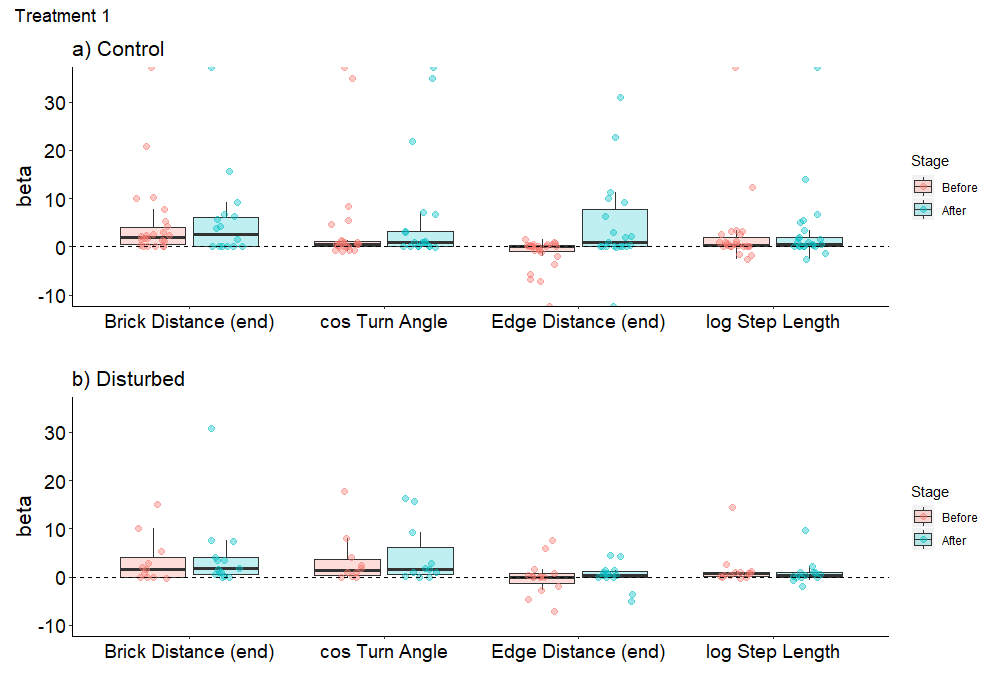 Treatment 1
a) Control
beta
30
20
10
0
-10
Brick Distance (end) cos Turn Angle Edge Distance (end) log Step Length
Stage
Before
After
b) Disturbed
beta
30
20
10
0
-10
Brick Distance (end) cos Turn Angle Edge Distance (end) log Step Length
Stage
Before
After